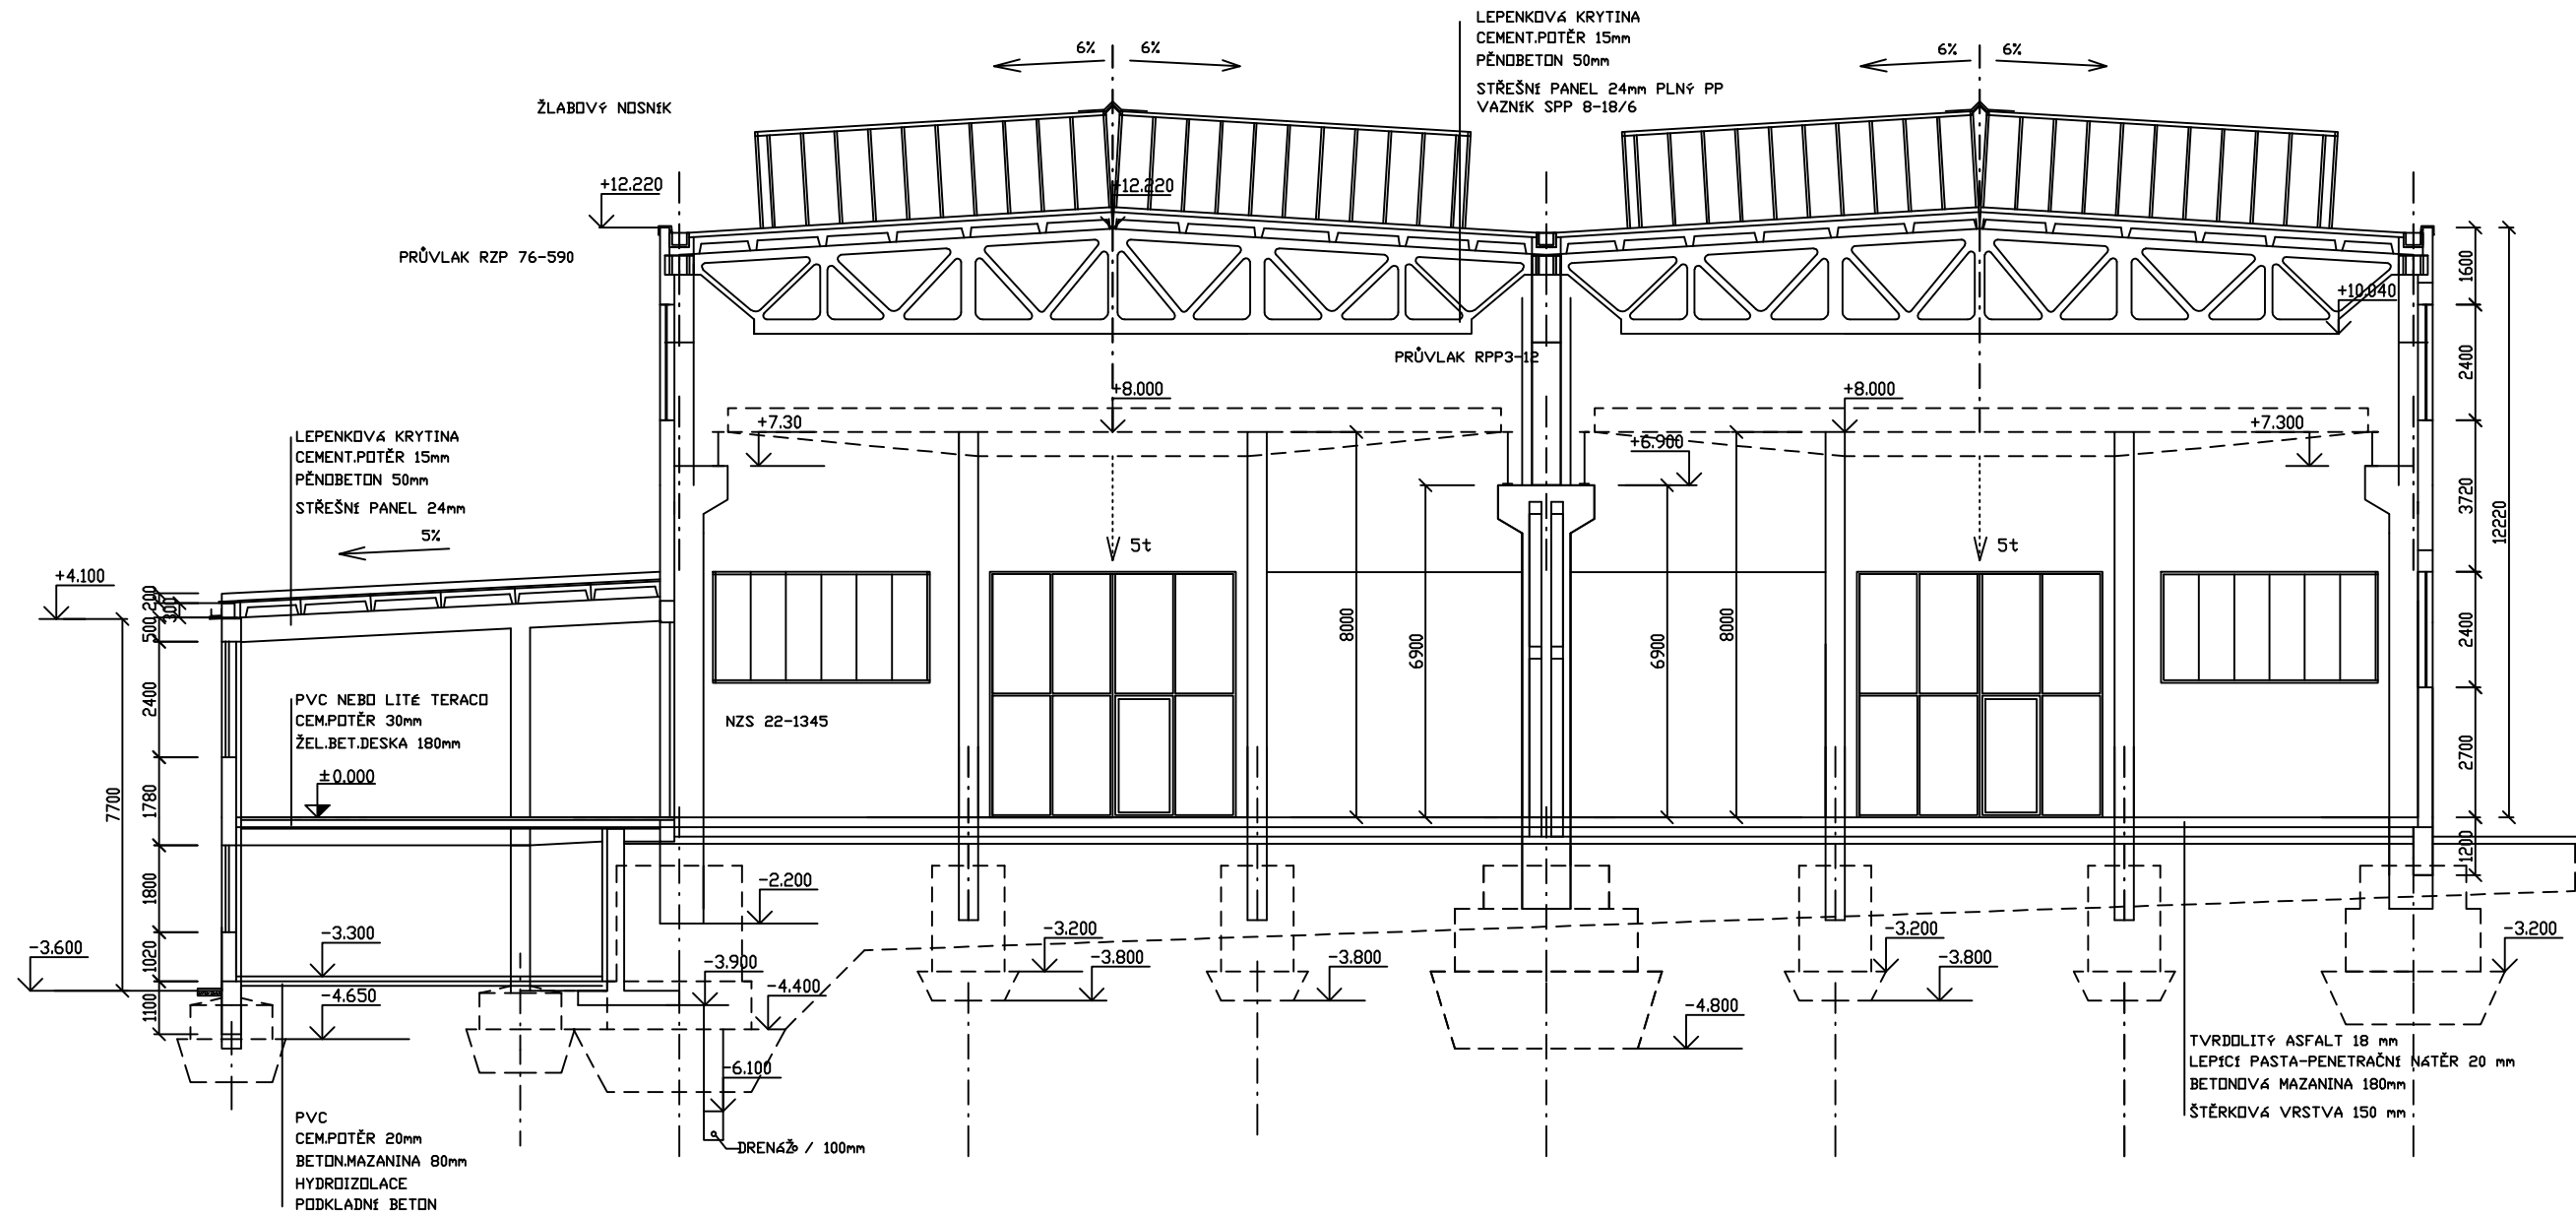 LEPENKOVÁ KRYTINA
CEMENT.POTĚR 15mm
PĚNOBETON 50mm
STŘEŠNÍ PANEL 24mm PLNÝ PP
VAZNÍK SPP 8-18/6
6% 6%
6% 6%
ŽLABOVÝ NOSNÍK
+12.220
+12.220
PRŮVLAK RZP 76-590
+10.040
PRŮVLAK RPP3-12
+8.000
+8.000
+7.30
+6.900
+7.300
LEPENKOVÁ KRYTINA
CEMENT.POTĚR 15mm
PĚNOBETON 50mm
STŘEŠNÍ PANEL 24mm
5%
5t
5t
+4.100
200
300
500
2400
1780
1800
1020
1100
7700
8000
6900
6900
8000
1600
2400
3720
2400
2700
1200
12220
PVC NEBO LITÉ TERACO
CEM.POTĚR 30mm
ŽEL.BET.DESKA 180mm
NZS 22-1345
±0.000
-2.200
-3.300
-3.600
-4.650
-3.900
-4.400
-6.100
-3.200
-3.800
-3.800
-4.800
-3.200
-3.800
-3.200
TVRDOLITÝ ASFALT 18 mm
LEPÍCÍ PASTA-PENETRAČNÍ NÁTĚR 20 mm
BETONOVÁ MAZANINA 180mm
ŠTĚRKOVÁ VRSTVA 150 mm
DRENÁŽo / 100mm
PVC
CEM.POTĚR 20mm
BETON.MAZANINA 80mm
HYDROIZOLACE
PODKLADNÍ BETON